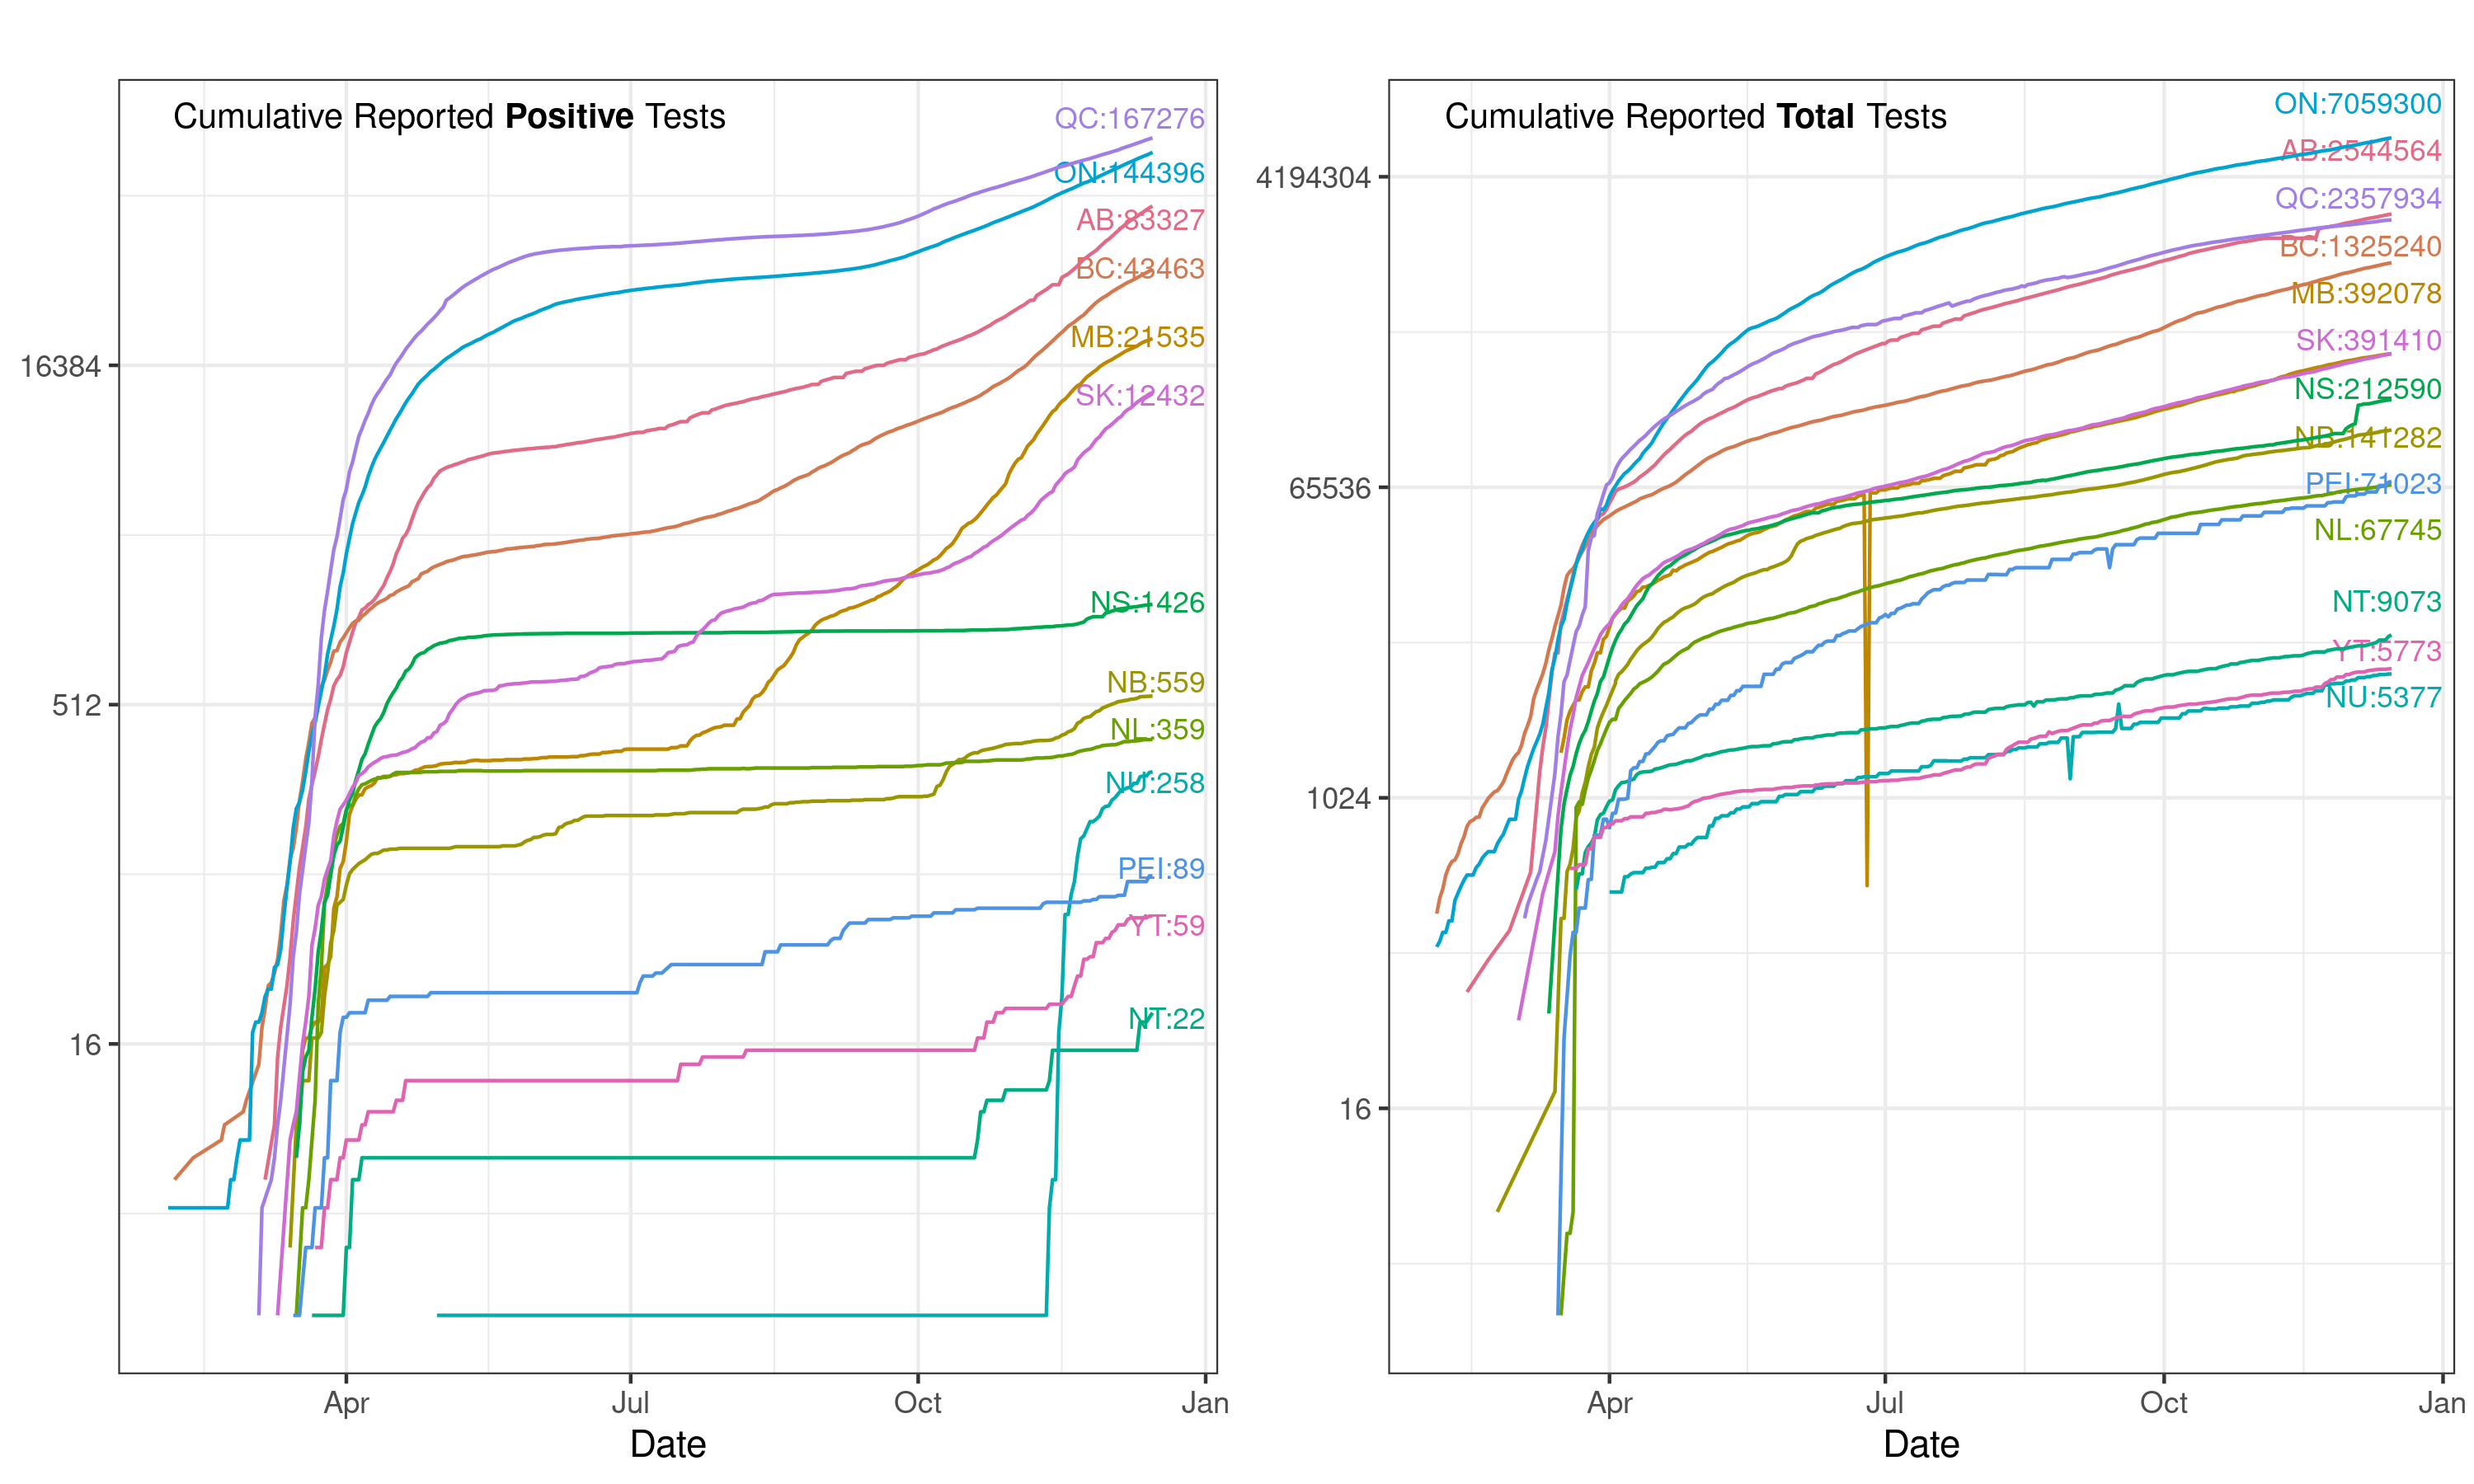 Cumulative Reported Positive Tests
QC:167276
ON:144396
AB:83327
BC:43463
MB:21535
SK:12432
NS:1426
NB:559
NL:359
NU:258
PEI:89
YT:59
NT:22
16384
512
16
Apr
Jul
Oct
Jan
Date
Cumulative Reported Total Tests
ON:7059300
AB:2544564
QC:2357934
BC:1325240
MB:392078
SK:391410
NS:212590
NB:141282
PEI:71023
NL:67745
NT:9073
YT:5773
NU:5377
4194304
65536
1024
16
Apr
Jul
Oct
Jan
Date